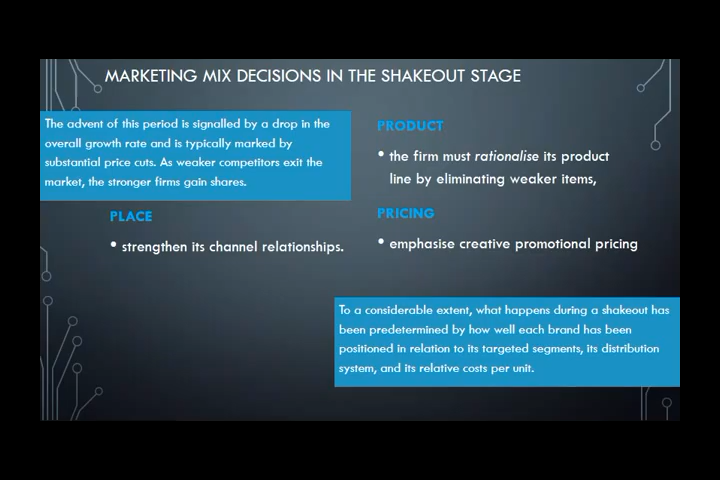 MARKETING MIX DECISIONS IN THE SHAKEOUT STAGE
The advent of this period is signalled by a drop in the
overall growth rate and is typically marked by
substantial price cuts. As weaker competitors exit the
market, the stronger firms gain shares.
PLACE
• strengthen its channel relationships.
PRODUCT
• the firm must rationalise its product
line by eliminating weaker items,
PRICING
• emphasise creative promotional pricing
To a considerable extent, what happens during a shakeout has
been predetermined by how well each brand has been
positioned in relation to its targeted segments, its distribution
system, and its relative costs per unit.